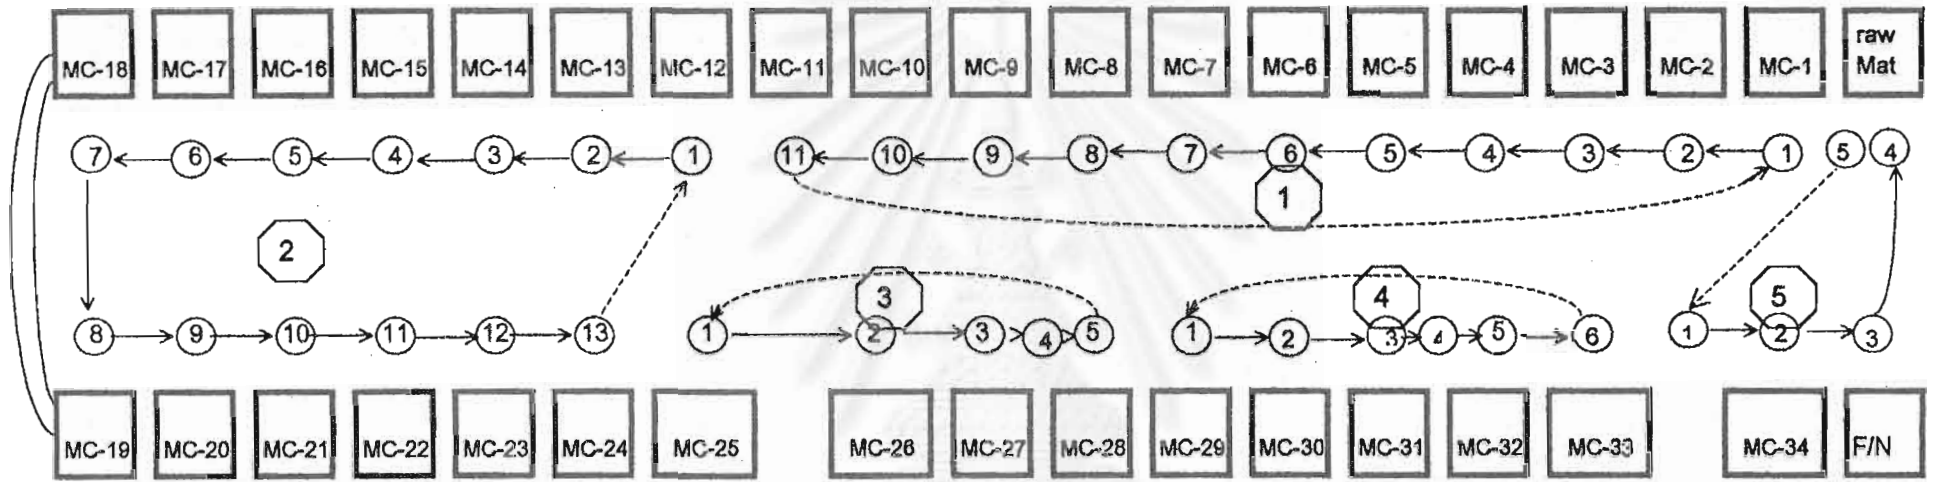 MC-18 MC-17 MC-16 MC-15 MC-14 MC-13 MC-12 MC-11 MC-10 MC-9 MC-8 MC-7 MC-6 MC-5 MC-4 MC-3 MC-2 MC-1 raw Mat
7 6 5 4 3 2 1 11 10 9 8 7 6 5 4 3 2 1 5 4
1
2
3 4 5
8 9 10 11 12 13 1 2 3 4 5 1 2 3 4 5 6 1 2 3
MC-19 MC-20 MC-21 MC-22 MC-23 MC-24 MC-25 MC-26 MC-27 MC-28 MC-29 MC-30 MC-31 MC-32 MC-33 MC-34 F/N